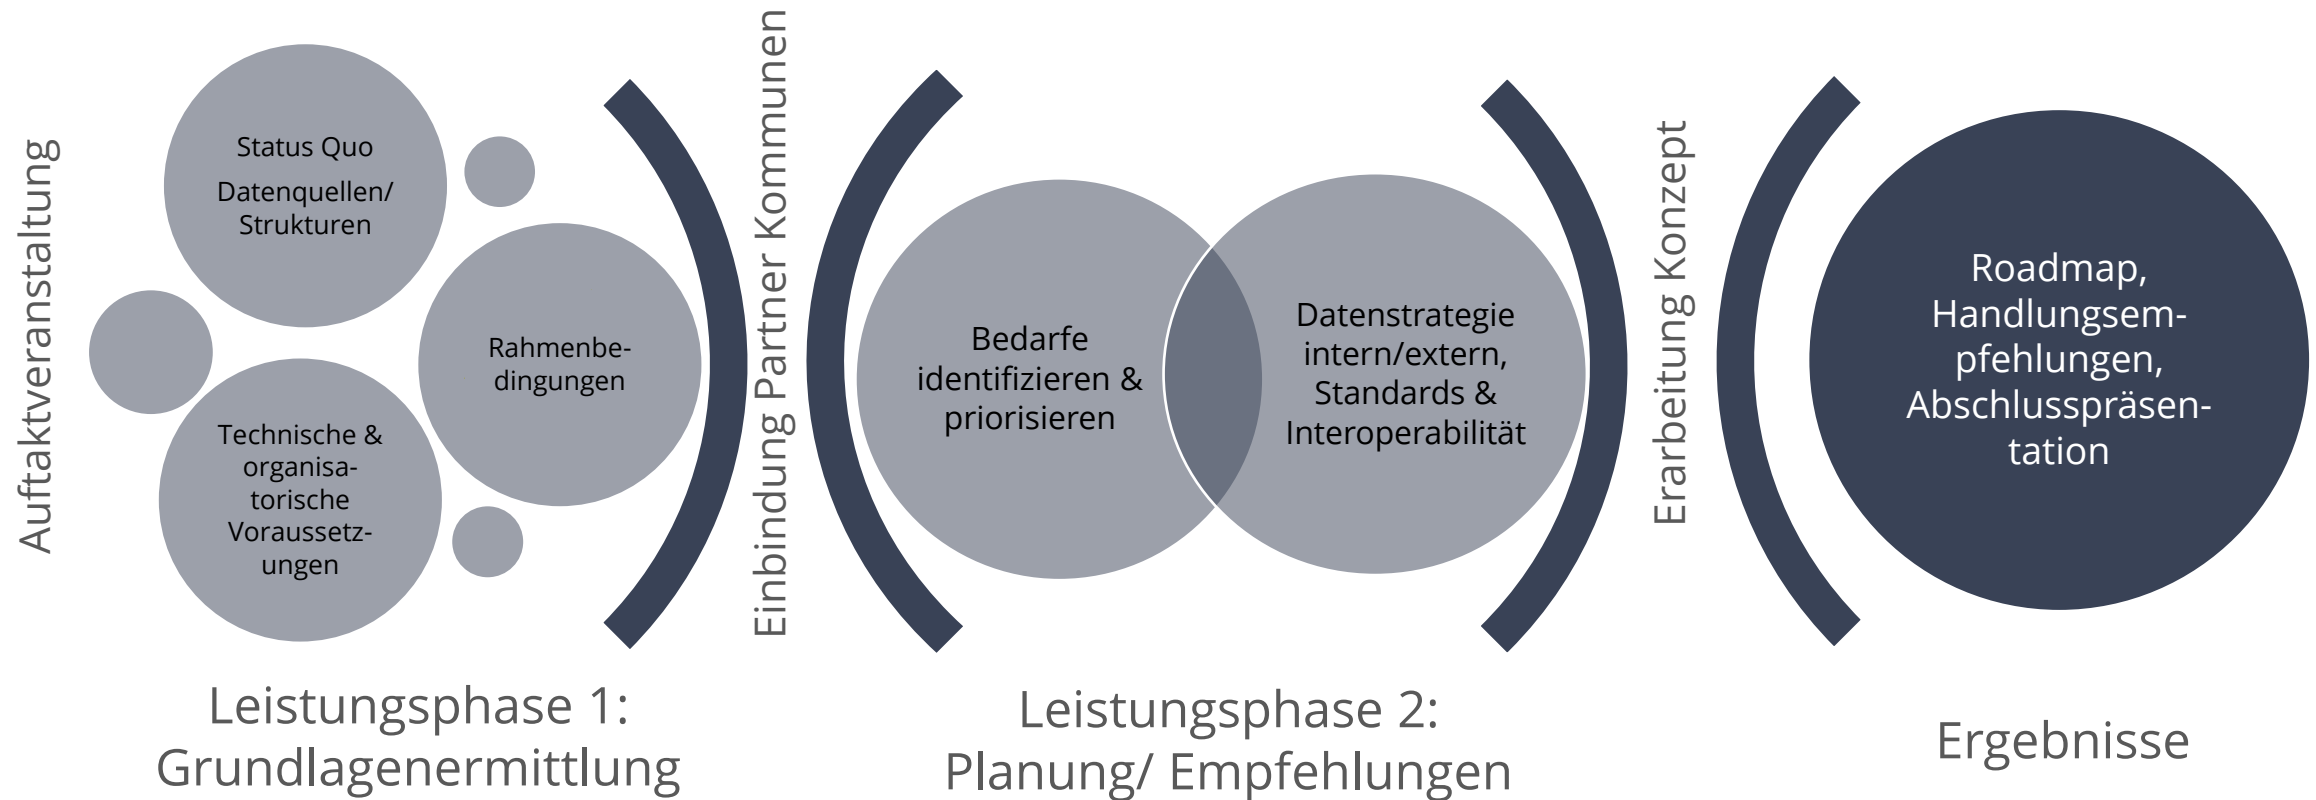 Auftaktveranstaltung
Status Quo
Datenquellen/
Strukturen
Rahmenbe-
dingungen
Technische &
organisa-
torische
Voraussetz-
ungen
Leistungsphase 1:
Grundlagenermittlung
Einbindung Partner Kommunen
Bedarfe
identifizieren &
priorisieren
Datenstrategie
intern/extern,
Standards &
Interoperabilität
Leistungsphase 2:
Planung/ Empfehlungen
Erarbeitung Konzept
Roadmap,
Handlungsem-
pfehlungen,
Abschlusspräsen-
tation
Ergebnisse